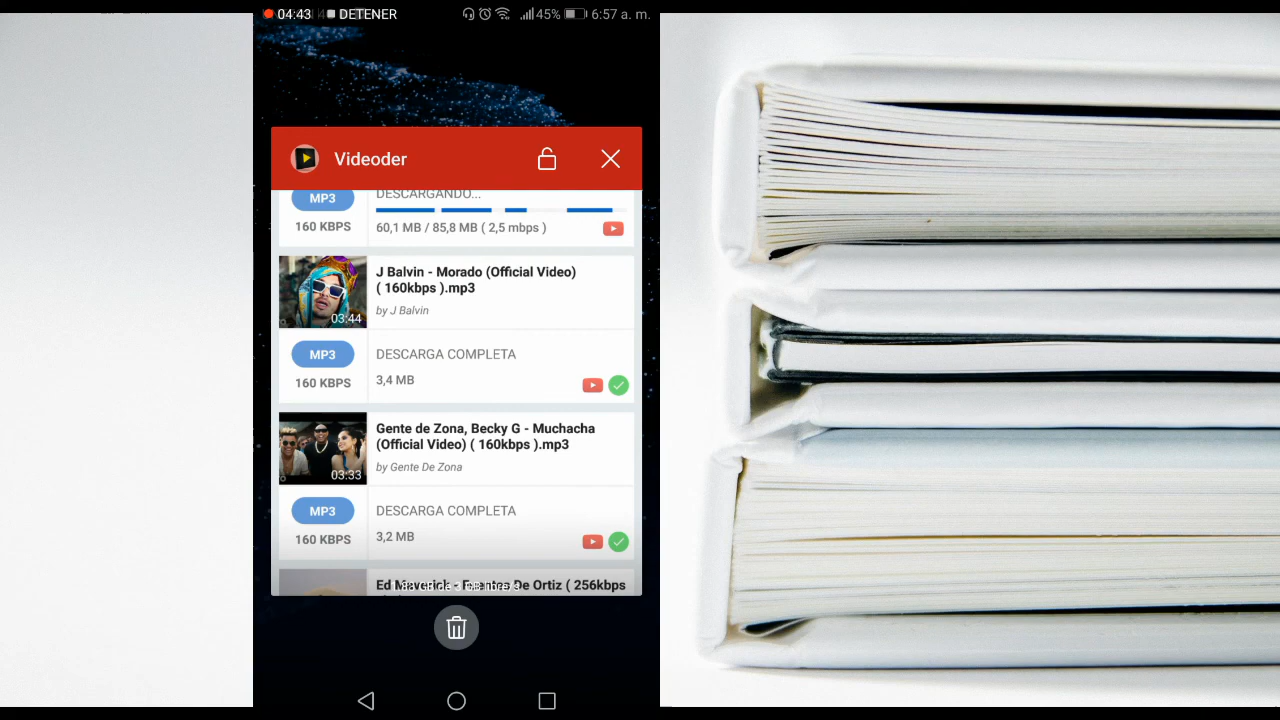 04:43 DETENER 45% 6:57 a. m.
Videoder
MP3 DESCARGANDO...
160 KBPS 60,1 MB / 85,8 MB ( 2,5 mbps )
J Balvin - Morado (Official Video)
( 160kbps ).mp3
by J Balvin
03:44
MP3 DESCARGA COMPLETA
160 KBPS 3,4 MB
Gente de Zona, Becky G - Muchacha
(Official Video) ( 160kbps ).mp3
by Gente De Zona
03:33
MP3 DESCARGA COMPLETA
160 KBPS 3,2 MB
De Ortiz ( 256kbps